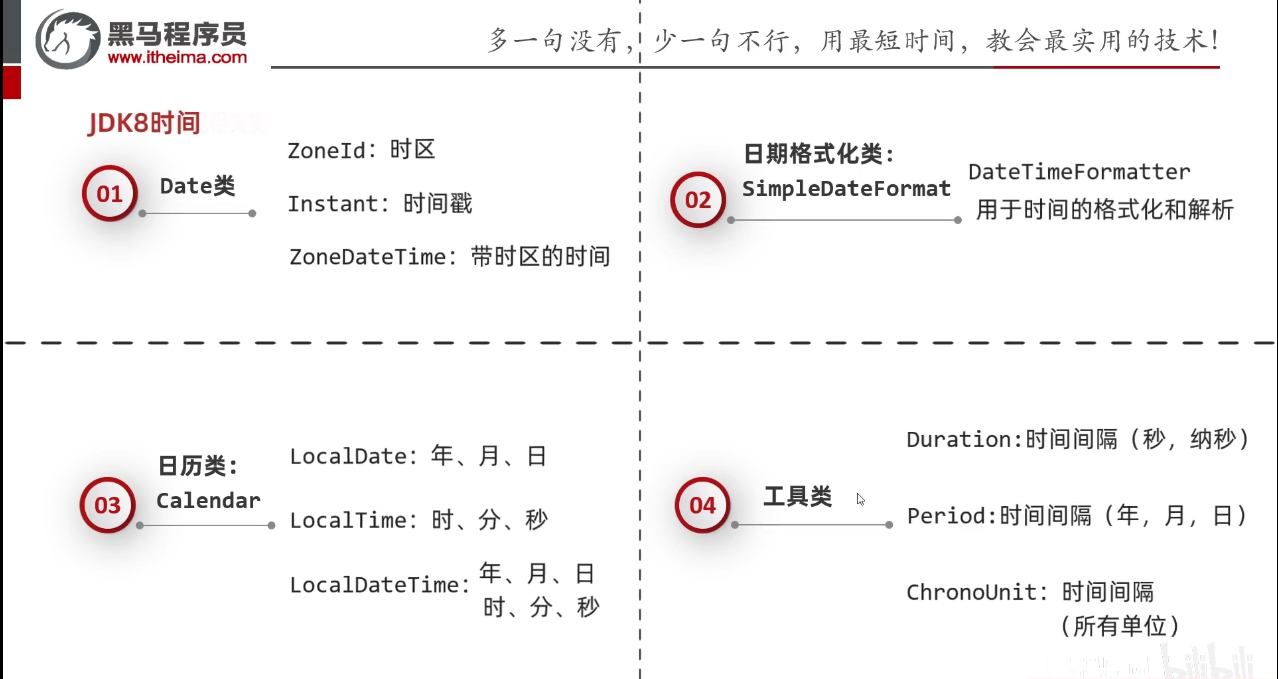 黑马程序员
www.itheima.com
多一句没有，少一句不行，用最短时间，教会最实用的技术！
JDK8时间
01
Date类
ZoneId：时区
Instant：时间戳
ZoneDateTime：带时区的时间
02
日期格式化类：
SimpleDateFormat
DateTimeFormatter
用于时间的格式化和解析
03
日历类：
Calendar
LocalDate：年、月、日
LocalTime：时、分、秒
LocalDateTime：年、月、日
时、分、秒
04
工具类
Duration:时间间隔（秒，纳秒）
Period:时间间隔（年，月，日）
ChronoUnit：时间间隔
（所有单位）
bilibili